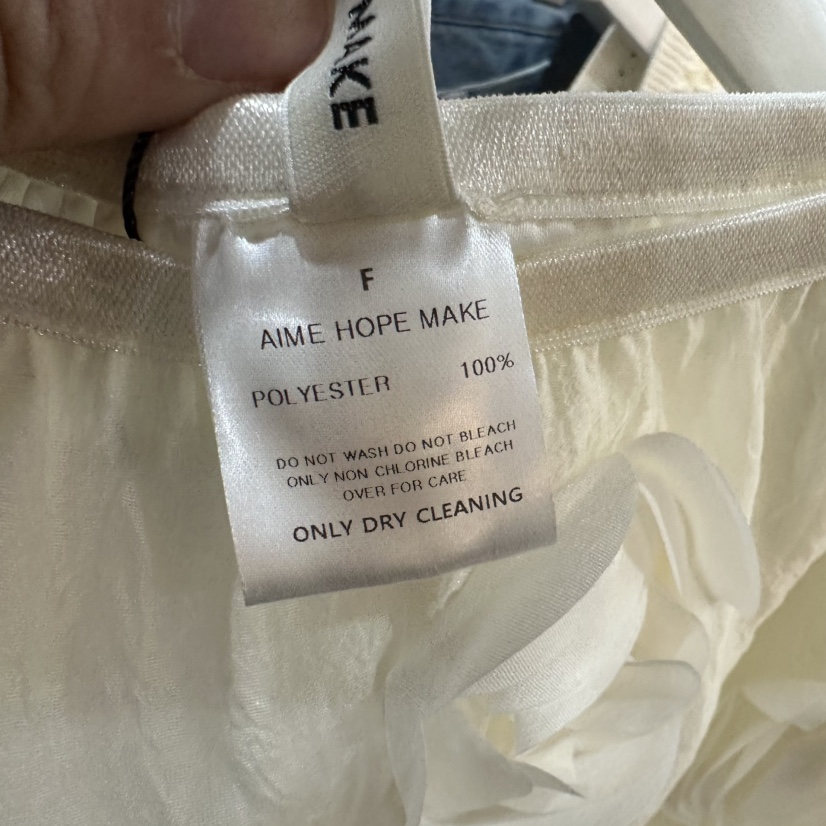 MAKE
F
AIME HOPE MAKE
POLYESTER 100%
DO NOT WASH DO NOT BLEACH
ONLY NON CHLORINE BLEACH
OVER FOR CARE
ONLY DRY CLEANING